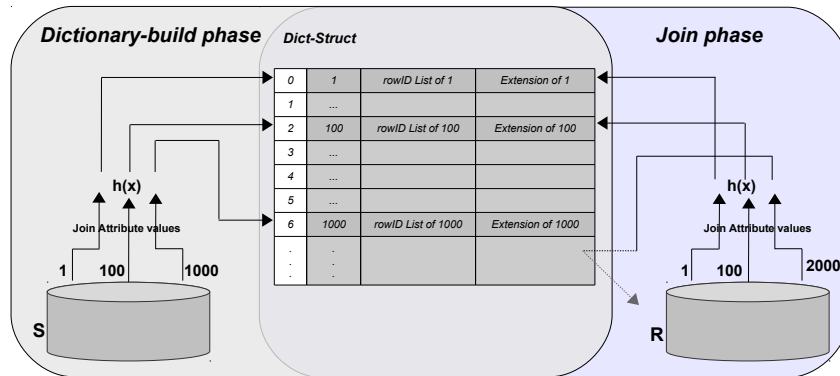 Dictionary-build phase
Dict-Struct
Join phase
0 1 rowID List of 1 Extension of 1
1 ...
2 100 rowID List of 100 Extension of 100
3 ...
4 ...
5 ...
6 1000 rowID List of 1000 Extension of 1000
. .
. .
. .
h(x)
Join Attribute values
1 100 1000
S
h(x)
Join Attribute values
1 100 2000
R